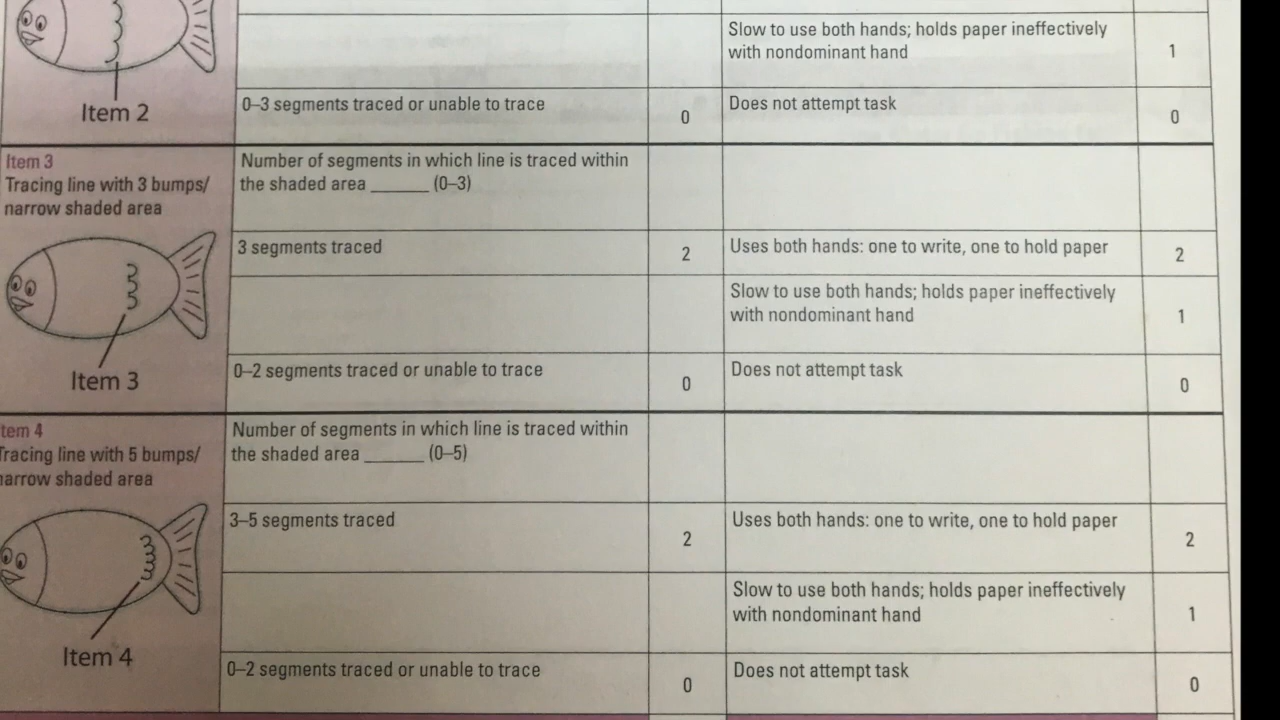 Slow to use both hands; holds paper ineffectively
with nondominant hand
1
Item 2
0–3 segments traced or unable to trace
0
Does not attempt task
0
Item 3
Tracing line with 3 bumps/
narrow shaded area
Number of segments in which line is traced within
the shaded area ______ (0–3)
3 segments traced
2
Uses both hands: one to write, one to hold paper
2
Slow to use both hands; holds paper ineffectively
with nondominant hand
1
Item 3
0–2 segments traced or unable to trace
0
Does not attempt task
0
tem 4
Tracing line with 5 bumps/
narrow shaded area
Number of segments in which line is traced within
the shaded area ______ (0–5)
3–5 segments traced
2
Uses both hands: one to write, one to hold paper
2
Slow to use both hands; holds paper ineffectively
with nondominant hand
1
Item 4
0–2 segments traced or unable to trace
0
Does not attempt task
0